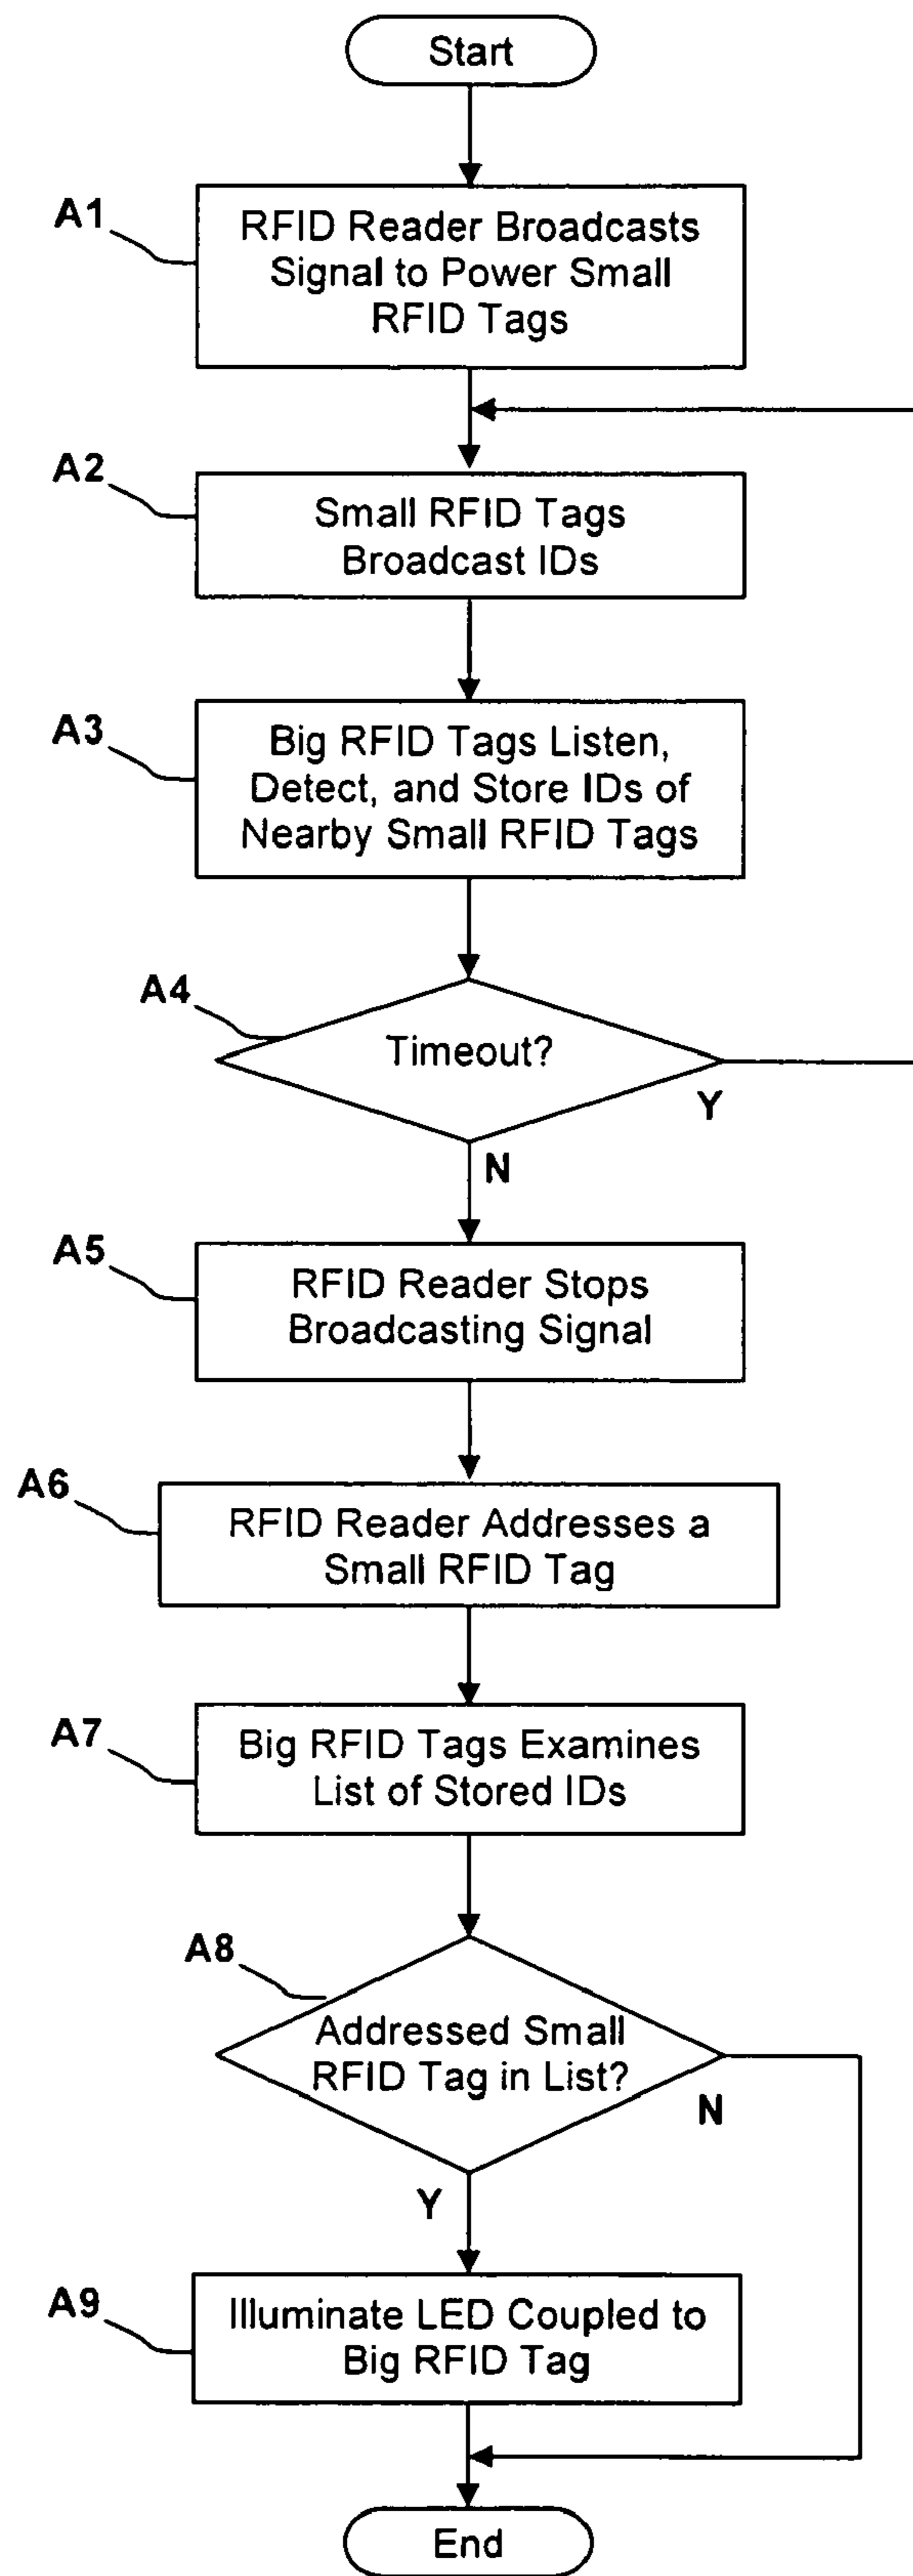 Start
A1
RFID Reader Broadcasts
Signal to Power Small
RFID Tags
A2
Small RFID Tags
Broadcast IDs
A3
Big RFID Tags Listen,
Detect, and Store IDs of
Nearby Small RFID Tags
A4
Timeout?
Y
N
A5
RFID Reader Stops
Broadcasting Signal
A6
RFID Reader Addresses a
Small RFID Tag
A7
Big RFID Tags Examines
List of Stored IDs
A8
Addressed Small
RFID Tag in List?
N
Y
A9
Illuminate LED Coupled to
Big RFID Tag
End